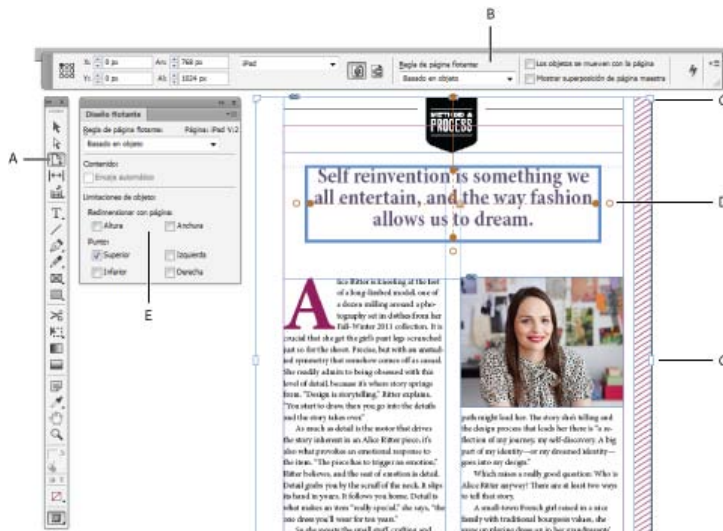 B
X: 0 px An: 768 px iPad Regla de página flotante: Los objetos se mueven con la página
Y: 0 px Al: 1024 px Basado en objeto Mostrar superposición de página maestra
A
Diseño flotante
Regla de página flotante: Página: iPad V:2
Basado en objeto
Contenido:
Encaje automático
Limitaciones de objeto:
Redimensionar con página:
Altura Anchura
Punto:
Superior Izquierda
Inferior Derecha
E
C
METHOD &
PROCESS
Self reinvention is something we
all entertain, and the way fashion
allows us to dream.
D
Alice Ritter is kneeling at the feet
of a long-limbed model, one of
a dozen milling around a pho-
tography set in clothes from her
Fall-Winter 2011 collection. It is
crucial that she get the girl's pant legs scrunched
just so for the shoot. Precise, but with an unstud-
ied symmetry that somehow comes off as casual.
She readily admits to being obsessed with this
level of detail, because it's where story springs
from. "Design is storytelling," Ritter explains.
"You start to draw, then you go into the details
and the story takes over."
As much as detail is the motor that drives
the story inherent in an Alice Ritter piece, it's
also what provokes an emotional response to
the item. "The piece has to trigger an emotion,"
Ritter believes, and the seat of emotion is detail.
Detail grabs you by the scruff of the neck. It slips
its hand in yours. It follows you home. Detail is
what makes an item "really special," she says, "the
one dress you'll wear for ten years."
So she sweats the small stuff, crafting and
C
path might lead her. The story she's telling and
the design process that leads her there is "a re-
flection of my journey, my self-discovery. A big
part of my identity—or my dreamed identity—
goes into my design."
Which raises a really good question: Who is
Alice Ritter anyway? There are at least two ways
to tell that story.
A small-town French girl raised in a nice
family with traditional bourgeois values, she